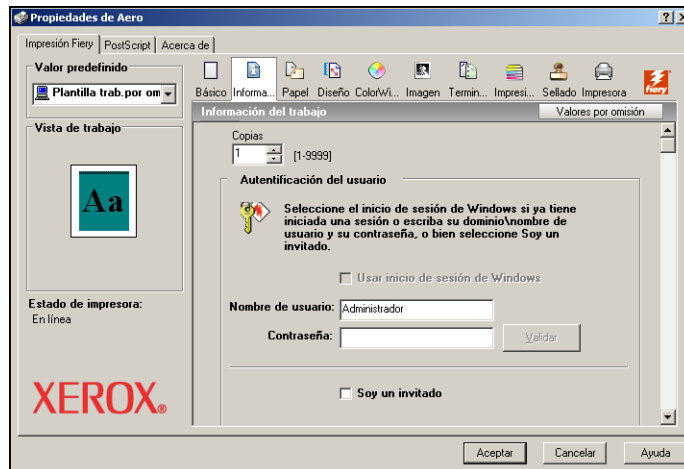 Propiedades de Aero
Impresión Fiery
PostScript
Acerca de
Valor predefinido
Plantilla trab.por om
Vista de trabajo
Aa
Estado de impresora:
En línea
XEROX®
Básico
Informa...
Papel
Diseño
ColorWi...
Imagen
Termin...
Impresi...
Sellado
Impresora
fiery
Información del trabajo
Valores por omisión
Copias
1
[1-9999]
Autentificación del usuario
Seleccione el inicio de sesión de Windows si ya tiene
iniciada una sesión o escriba su dominio\nombre de
usuario y su contraseña, o bien seleccione Soy un
invitado.
Usar inicio de sesión de Windows
Nombre de usuario:
Administrador
Contraseña:
Validar
Soy un invitado
Aceptar
Cancelar
Ayuda